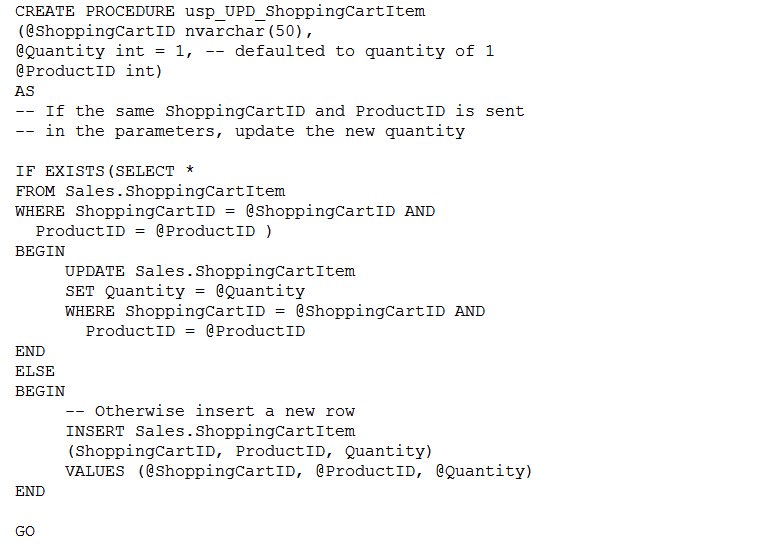 CREATE PROCEDURE usp_UPD_ShoppingCartItem
(@ShoppingCartID nvarchar(50),
@Quantity int = 1, -- defaulted to quantity of 1
@ProductID int)
AS
-- If the same ShoppingCartID and ProductID is sent
-- in the parameters, update the new quantity

IF EXISTS(SELECT *
FROM Sales.ShoppingCartItem
WHERE ShoppingCartID = @ShoppingCartID AND
  ProductID = @ProductID )
BEGIN
     UPDATE Sales.ShoppingCartItem
     SET Quantity = @Quantity
     WHERE ShoppingCartID = @ShoppingCartID AND
       ProductID = @ProductID
END
ELSE
BEGIN
     -- Otherwise insert a new row
     INSERT Sales.ShoppingCartItem
     (ShoppingCartID, ProductID, Quantity)
     VALUES (@ShoppingCartID, @ProductID, @Quantity)
END

GO